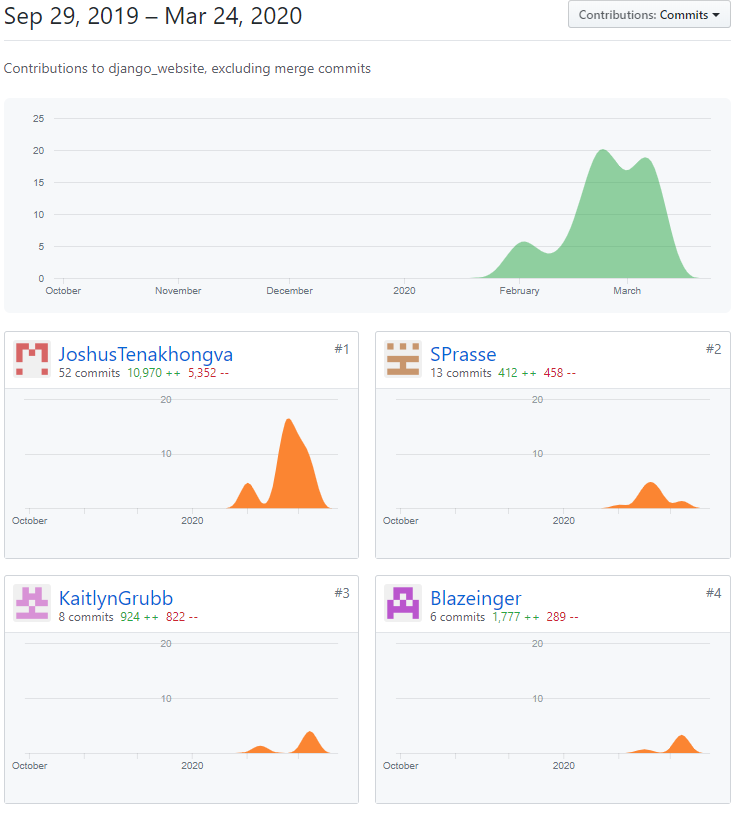 Sep 29, 2019 – Mar 24, 2020
Contributions: Commits
Contributions to django_website, excluding merge commits
25
20
15
10
5
0
October November December 2020 February March
JoshusTenakhongva #1
52 commits 10,970 ++ 5,352 --
20
10
October 2020
SPrasse #2
13 commits 412 ++ 458 --
20
10
October 2020
KaitlynGrubb #3
8 commits 924 ++ 822 --
20
10
October 2020
Blazeinger #4
6 commits 1,777 ++ 289 --
20
10
October 2020